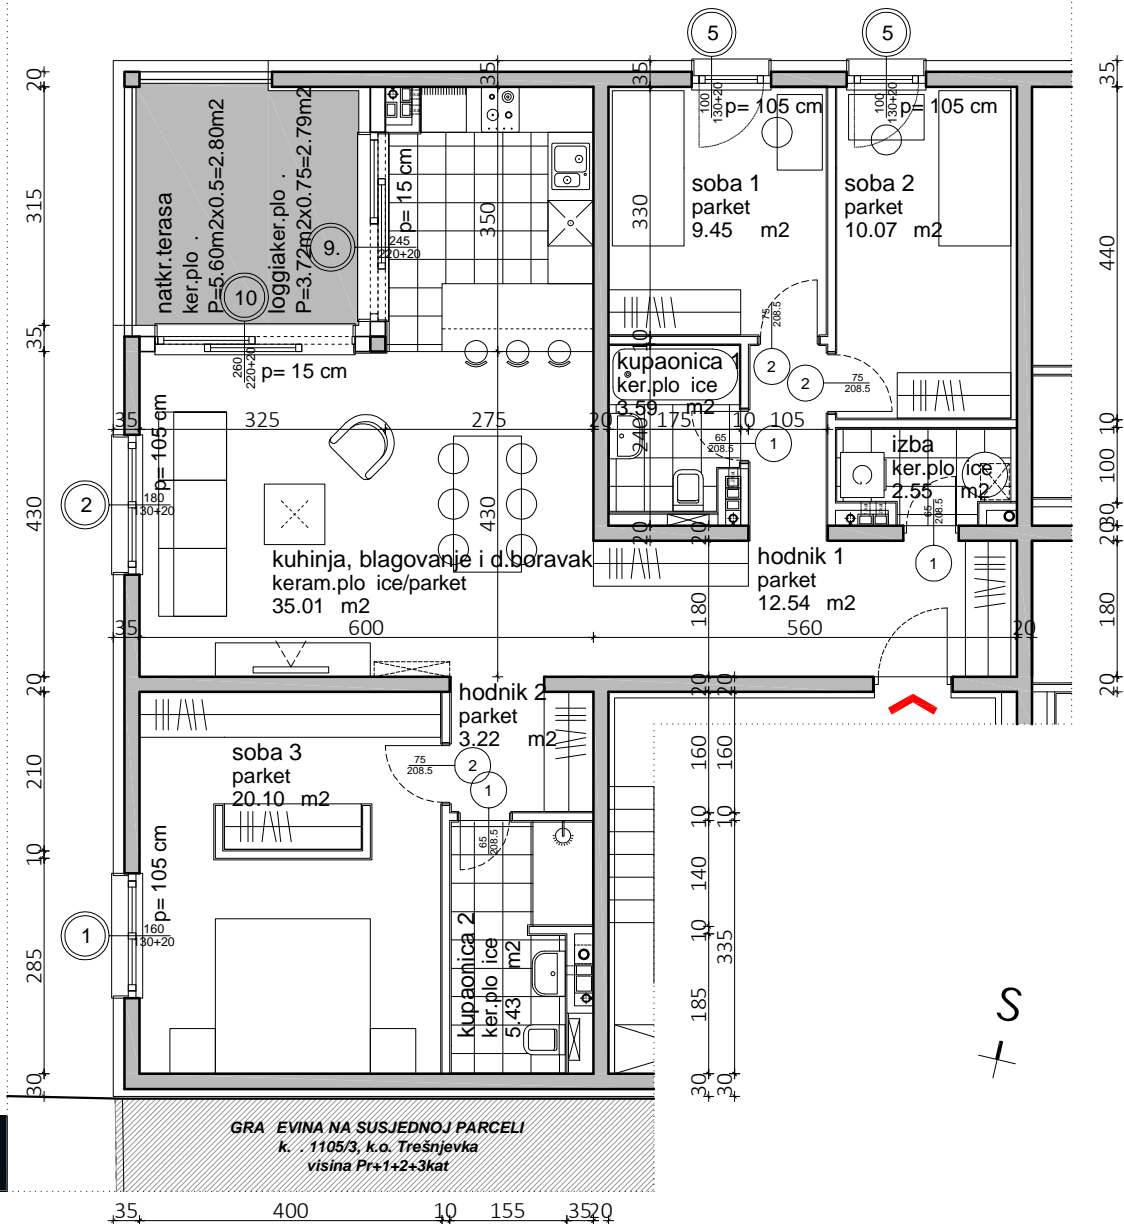 5
5
20
35
35
35
35
100
130+20
p= 105 cm
100
130+20
p= 105 cm
natkr.terasa
ker.plo .
P=5.60m2x0.5=2.80m2
loggiaker.plo .
P=3.72m2x0.75=2.79m2
p= 15 cm
9.
245
220+20
10
260
220+20
p= 15 cm
315
350
330
440
soba 1
parket
9.45 m2
soba 2
parket
10.07 m2
75
208.5
2
2
75
208.5
35
10
kupaonica 1
ker.plo ice
3.59 m2
35
325
275
20
175
10
105
10
65
208.5
1
240
izba
ker.plo ice
2.55 m2
100
30
65
208.5
1
p= 105 cm
2
180
130+20
430
430
20
20
20
kuhinja, blagovanje i d.boravak
keram.plo ice/parket
35.01 m2
hodnik 1
parket
12.54 m2
180
180
35
600
560
20
20
20
20
20
hodnik 2
parket
3.22 m2
soba 3
parket
20.10 m2
75
208.5
2
1
65
208.5
210
160
160
10
10
10
p= 105 cm
1
160
130+20
140
10
335
185
285
kupaonica 2
ker.plo ice
5.43 m2
S
30
30
30
GRA EVINA NA SUSJEDNOJ PARCELI
k. . 1105/3, k.o. Trešnjevka
visina Pr+1+2+3kat
35
400
10
155
35
20